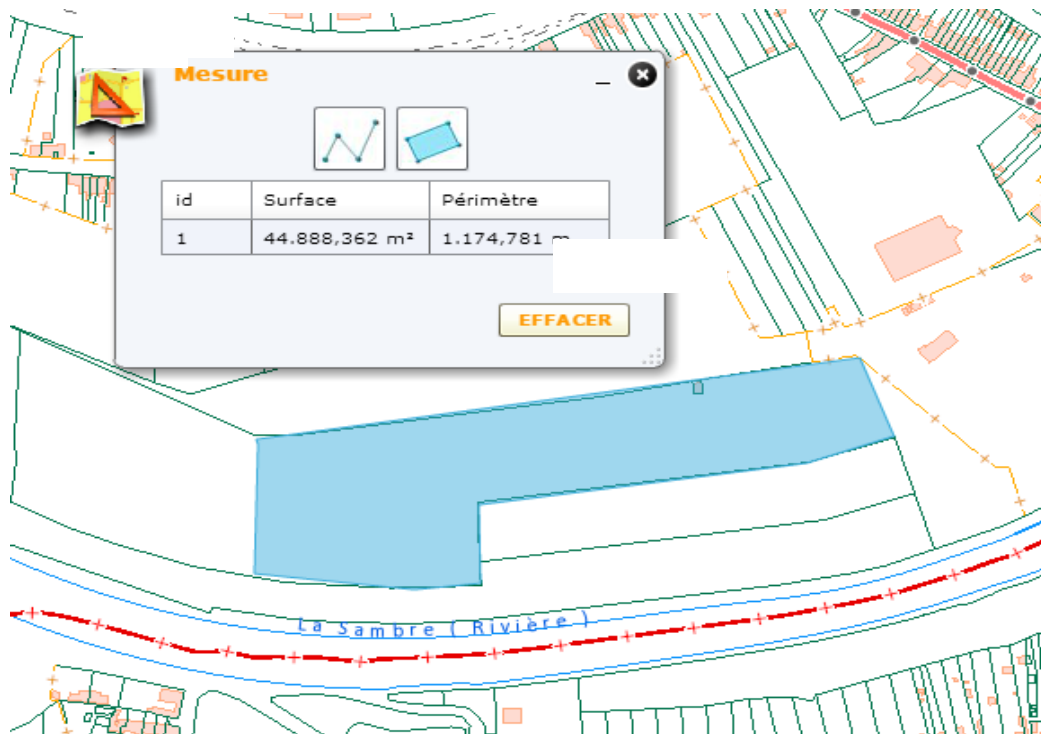 Mesure
id Surface Périmètre
1 44.888,362 m² 1.174,781 m
EFFACER
La Sambre ( Rivière )